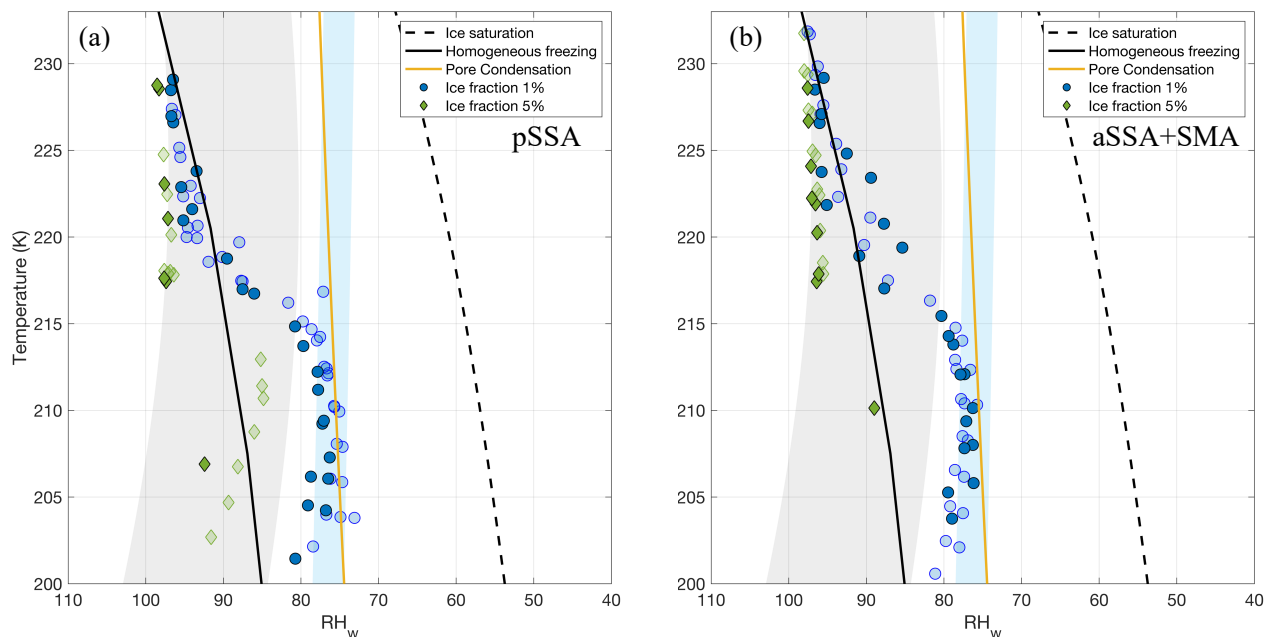 (a)
Ice saturation
Homogeneous freezing
Pore Condensation
Ice fraction 1%
Ice fraction 5%
pSSA
Temperature (K)
230
225
220
215
210
205
200
110 100 90 80 70 60 50 40
RHw
(b)
Ice saturation
Homogeneous freezing
Pore Condensation
Ice fraction 1%
Ice fraction 5%
aSSA+SMA
230
225
220
215
210
205
200
110 100 90 80 70 60 50 40
RHw